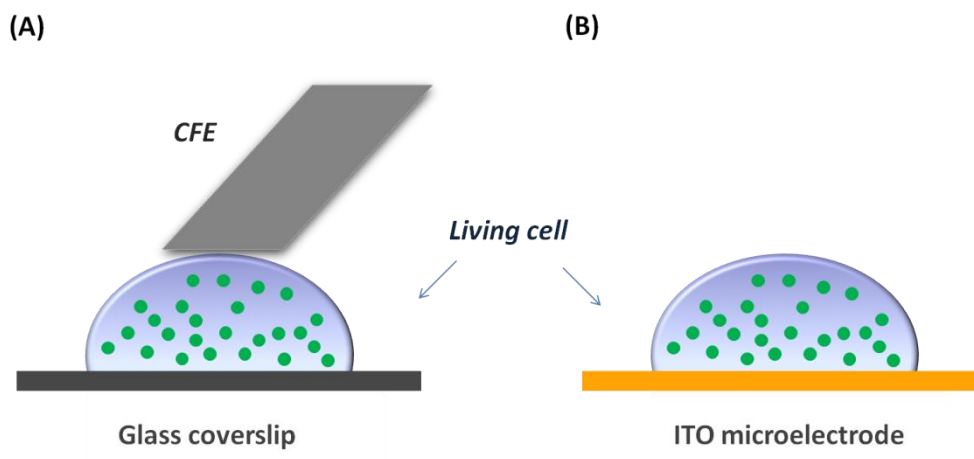 (A)
(B)
CFE
Living cell
Glass coverslip
ITO microelectrode